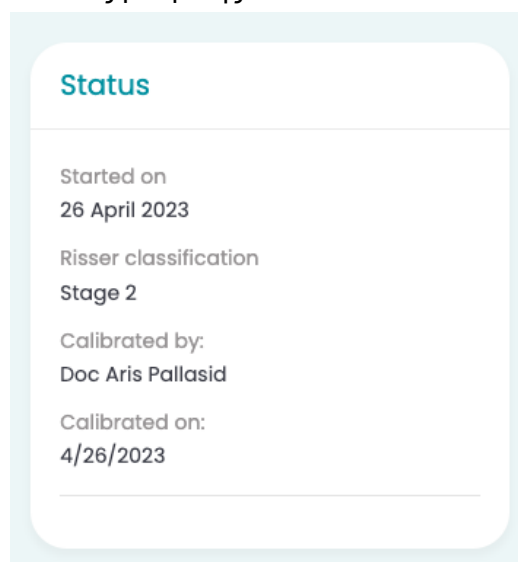 Status
Started on
26 April 2023
Risser classification
Stage 2
Calibrated by:
Doc Aris Pallasid
Calibrated on:
4/26/2023